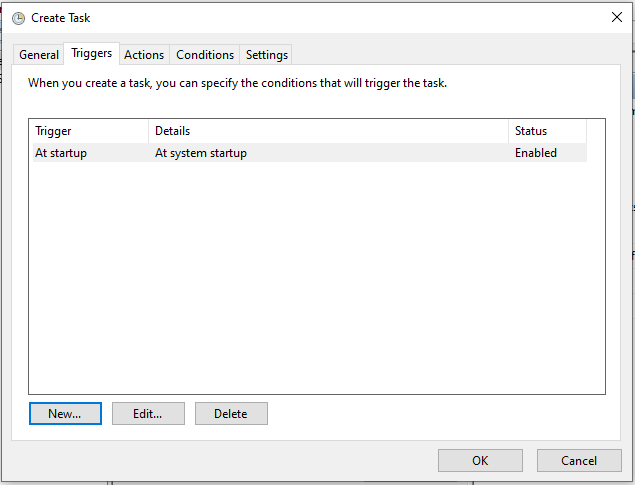 Create Task
General Triggers Actions Conditions Settings
When you create a task, you can specify the conditions that will trigger the task.
Trigger Details Status
At startup At system startup Enabled
New... Edit... Delete
OK Cancel